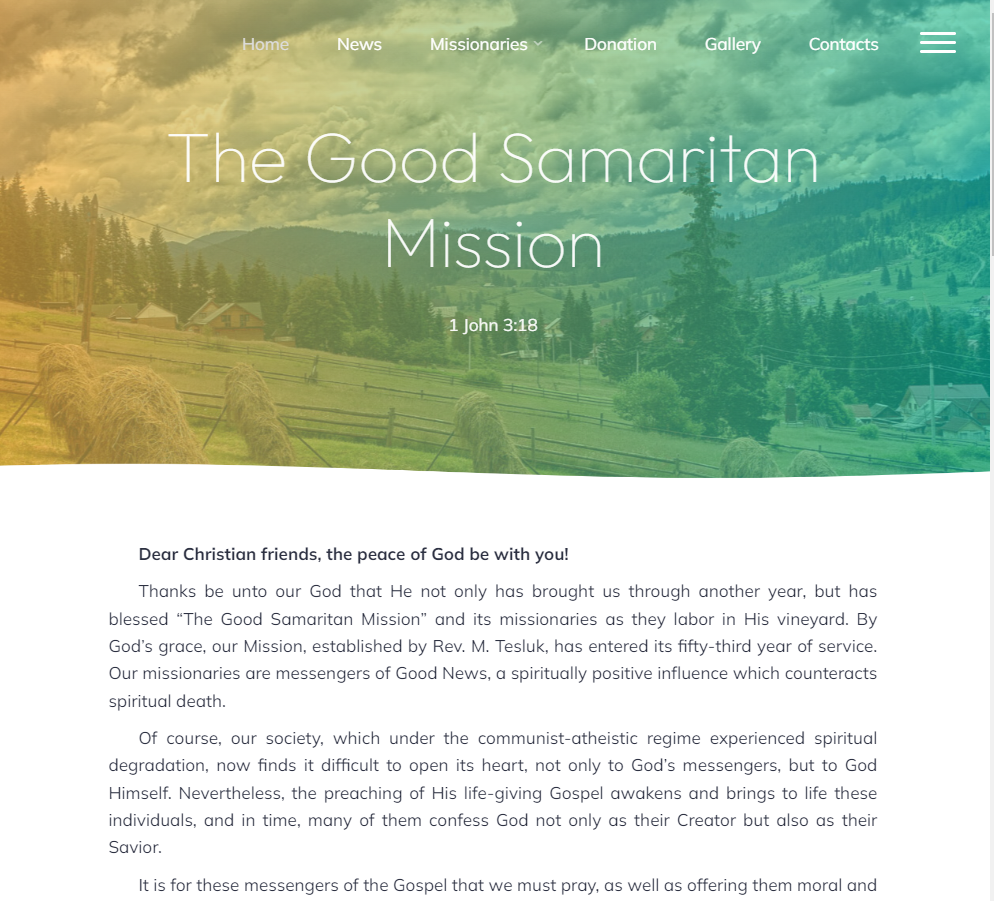 Home News Missionaries Donation Gallery Contacts
The Good Samaritan
Mission
1 John 3:18
Dear Christian friends, the peace of God be with you!
Thanks be unto our God that He not only has brought us through another year, but has
blessed “The Good Samaritan Mission” and its missionaries as they labor in His vineyard. By
God’s grace, our Mission, established by Rev. M. Tesluk, has entered its fifty-third year of service.
Our missionaries are messengers of Good News, a spiritually positive influence which counteracts
spiritual death.
Of course, our society, which under the communist-atheistic regime experienced spiritual
degradation, now finds it difficult to open its heart, not only to God’s messengers, but to God
Himself. Nevertheless, the preaching of His life-giving Gospel awakens and brings to life these
individuals, and in time, many of them confess God not only as their Creator but also as their
Savior.
It is for these messengers of the Gospel that we must pray, as well as offering them moral and